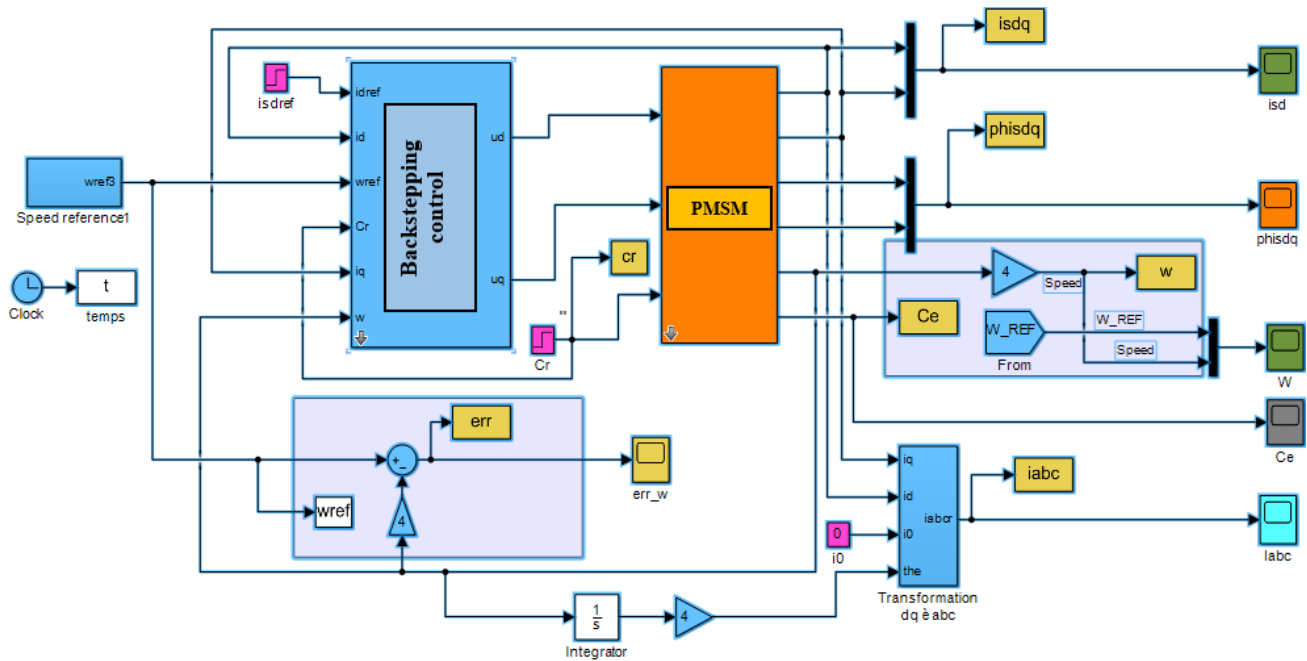 isdq
isd
isdref
idref
id
wref
Cr
iq
w
Backstepping
control
ud
uq
PMSM
phisdq
phisdq
wref3
Speed reference1
Clock
t
temps
cr
"
Cr
4
Speed
w
Ce
W_REF
From
W_REF
Speed
W
Ce
err
+_
err_w
wref
4
iq
id
i0
the
iabcr
Transformation
dq è abc
0
i0
iabc
Iabc
1
s
Integrator
4